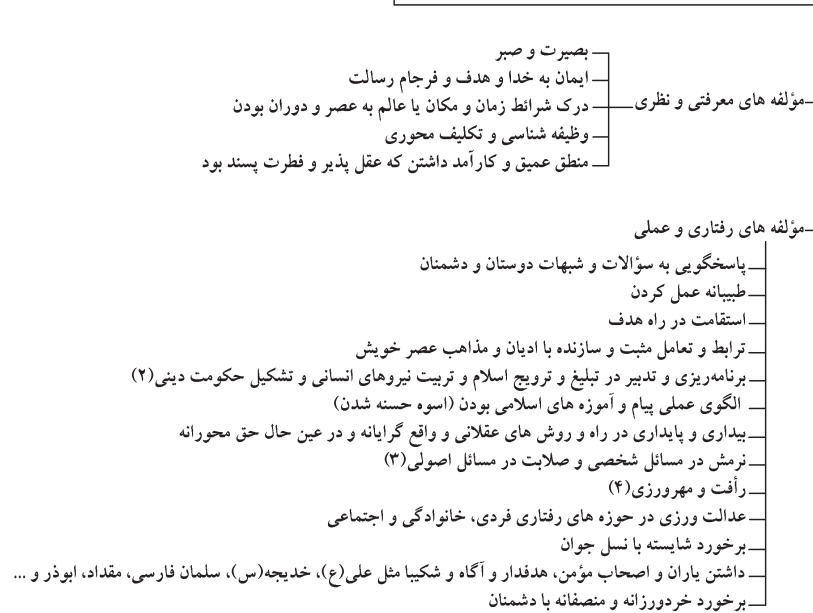 مؤلفه های معرفتی و نظری
بصیرت و صبر
ایمان به خدا و هدف و فرجام رسالت
درک شرائط زمان و مکان یا عالم به عصر و دوران بودن
وظیفه شناسی و تکلیف محوری
منطق عمیق و کارآمد داشتن که عقل پذیر و فطرت پسند بود
مؤلفه های رفتاری و عملی
پاسخگویی به سؤالات و شبهات دوستان و دشمنان
طبیبانه عمل کردن
استقامت در راه هدف
ترابط و تعامل مثبت و سازنده با ادیان و مذاهب عصر خویش
برنامه‌ریزی و تدبیر در تبلیغ و ترویج اسلام و تربیت نیروهای انسانی و تشکیل حکومت دینی(۲)
الگوی عملی پیام و آموزه های اسلامی بودن (اسوه حسنه شدن)
بیداری و پایداری در راه و روش های عقلانی و واقع گرایانه و در عین حال حق محورانه
نرمش در مسائل شخصی و صلابت در مسائل اصولی(۳)
رأفت و مهرورزی(۴)
عدالت ورزی در حوزه های رفتاری فردی، خانوادگی و اجتماعی
برخورد شایسته با نسل جوان
داشتن یاران و اصحاب مؤمن، هدفدار و آگاه و شکیبا مثل علی(ع)، خدیجه(س)، سلمان فارسی، مقداد، ابوذر و ...
برخورد خردورزانه و منصفانه با دشمنان